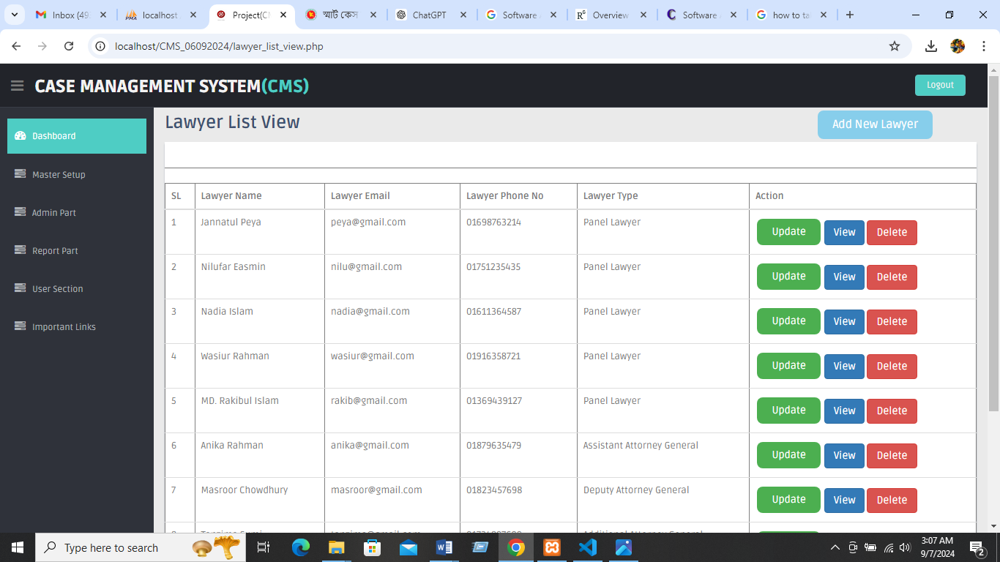 Inbox (49
localhost
Project(CM
স্মার্ট কেস
ChatGPT
Software
Overview
Software
how to ta
localhost/CMS_06092024/lawyer_list_view.php
CASE MANAGEMENT SYSTEM(CMS)
Logout
Dashboard
Master Setup
Admin Part
Report Part
User Section
Important Links
Lawyer List View
Add New Lawyer
SL Lawyer Name Lawyer Email Lawyer Phone No Lawyer Type Action
1 Jannatul Peya peya@gmail.com 01698763214 Panel Lawyer Update View Delete
2 Nilufar Easmin nilu@gmail.com 01751235435 Panel Lawyer Update View Delete
3 Nadia Islam nadia@gmail.com 01611364587 Panel Lawyer Update View Delete
4 Wasiur Rahman wasiur@gmail.com 01916358721 Panel Lawyer Update View Delete
5 MD. Rakibul Islam rakib@gmail.com 01369439127 Panel Lawyer Update View Delete
6 Anika Rahman anika@gmail.com 01879635479 Assistant Attorney General Update View Delete
7 Masroor Chowdhury masroor@gmail.com 01823457698 Deputy Attorney General Update View Delete
Type here to search
3:07 AM
9/7/2024
2